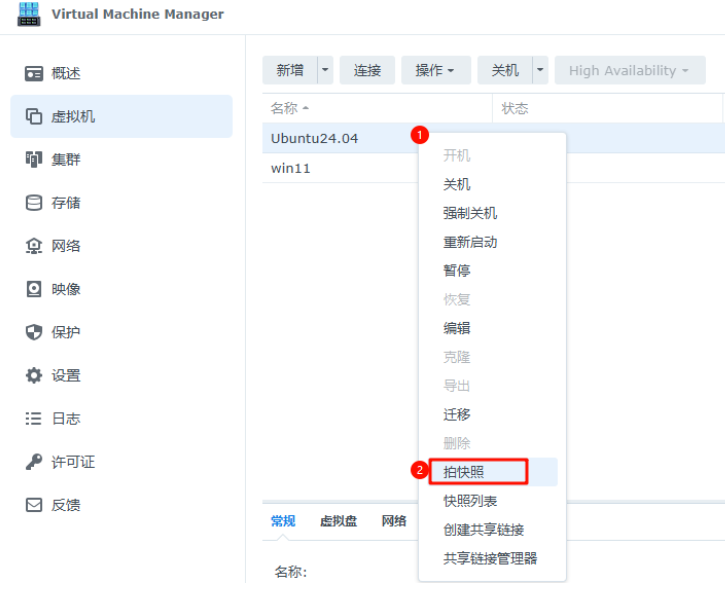 Virtual Machine Manager
概述
虚拟机
集群
存储
网络
映像
保护
设置
日志
许可证
反馈
新增 连接 操作 关机 High Availability
名称 状态
Ubuntu24.04
win11
1
开机
关机
强制关机
重新启动
暂停
恢复
编辑
克隆
导出
迁移
删除
2 拍快照
快照列表
创建共享链接
共享链接管理器
常规 虚拟盘 网络
名称: